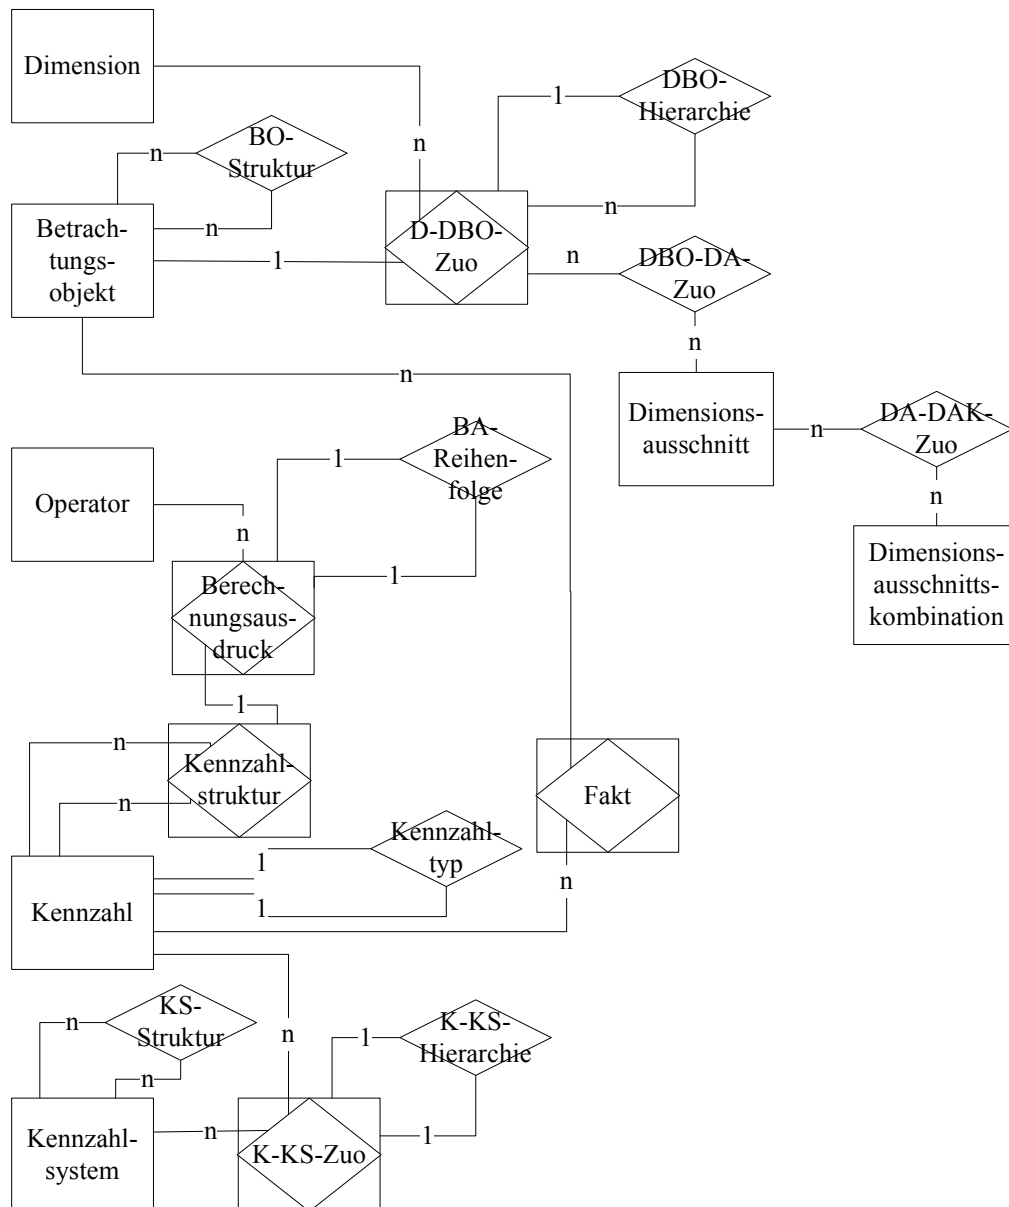 Dimension
DBO-
Hierarchie
1
n
n
BO-
Struktur
n
n
Betrach-
tungs-
objekt
1
D-DBO-
Zuo
n
DBO-DA-
Zuo
n
n
Dimensions-
ausschnitt
n
DA-DAK-
Zuo
n
Dimensions-
ausschnitts-
kombination
Operator
n
1
BA-
Reihen-
folge
1
Berech-
nungsaus-
druck
1
n
n
Kennzahl-
struktur
Fakt
Kennzahl-
typ
1
1
n
Kennzahl
n
KS-
Struktur
n
n
K-KS-
Hierarchie
1
1
Kennzahl-
system
n
K-KS-Zuo